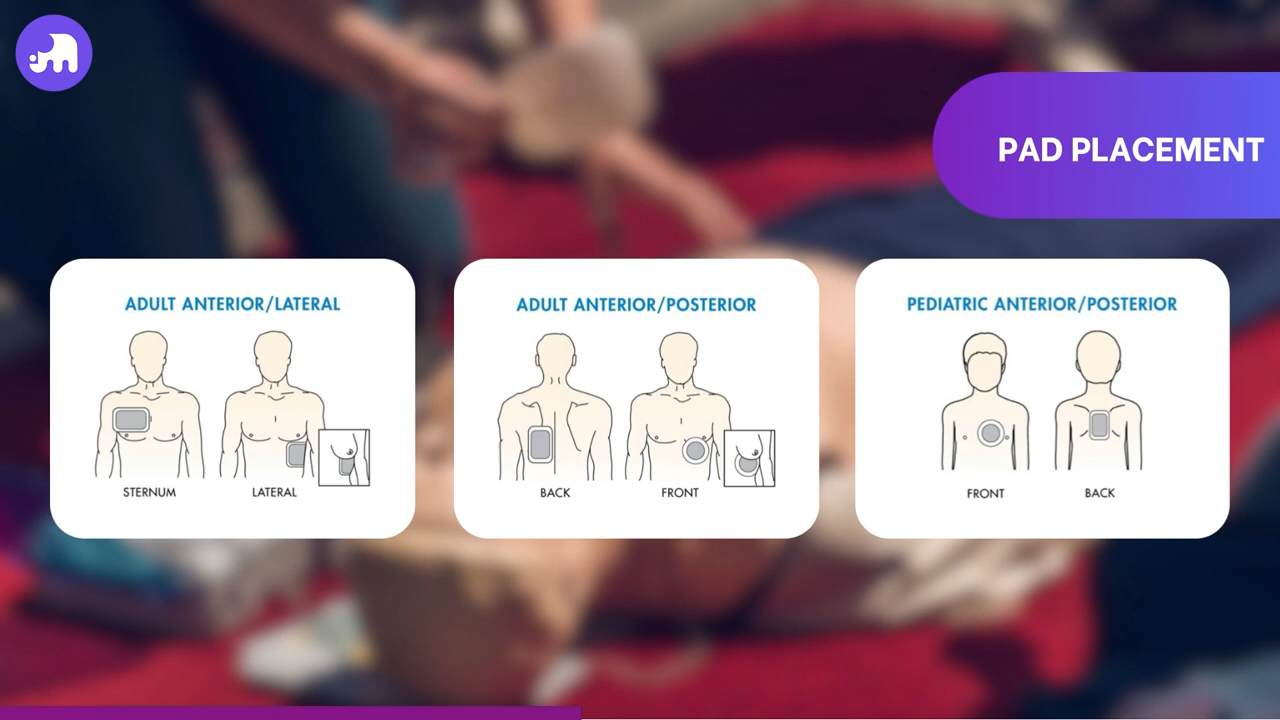 PAD PLACEMENT
ADULT ANTERIOR/LATERAL
STERNUM
LATERAL
ADULT ANTERIOR/POSTERIOR
BACK
FRONT
PEDIATRIC ANTERIOR/POSTERIOR
FRONT
BACK